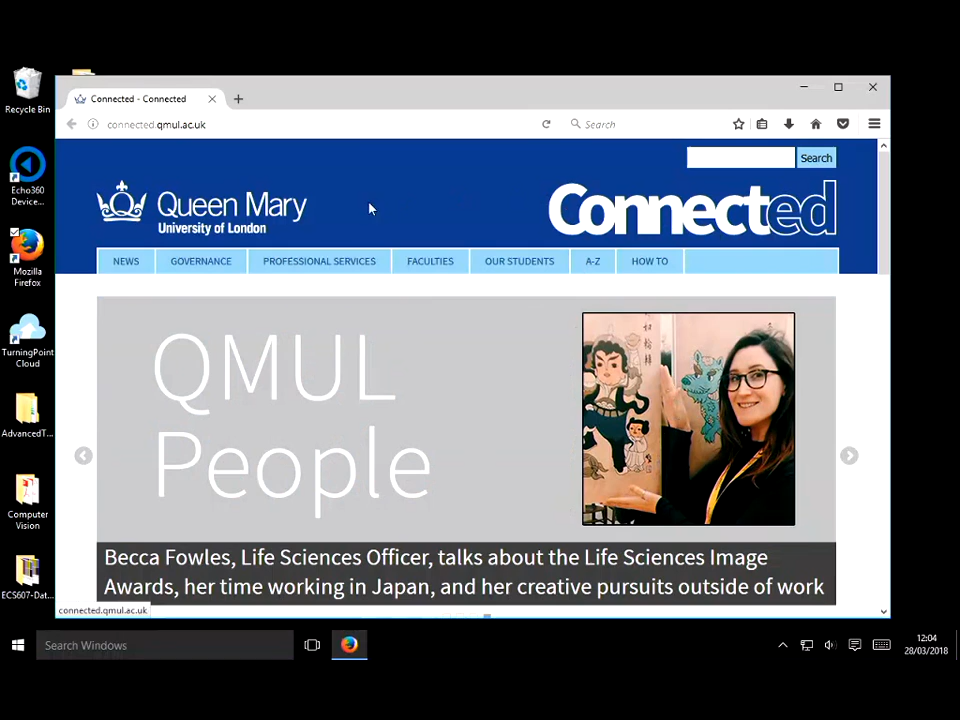 Recycle Bin
Echo360
Device...
Mozilla
Firefox
TurningPoint
Cloud
AdvancedT...
Computer
Vision
ECS607-Dat...
Connected - Connected
connected.qmul.ac.uk
Search
Search
Queen Mary
University of London
Connected
NEWS
GOVERNANCE
PROFESSIONAL SERVICES
FACULTIES
OUR STUDENTS
A-Z
HOW TO
QMUL
People
Becca Fowles, Life Sciences Officer, talks about the Life Sciences Image
Awards, her time working in Japan, and her creative pursuits outside of work
connected.qmul.ac.uk
Search Windows
12:04
28/03/2018